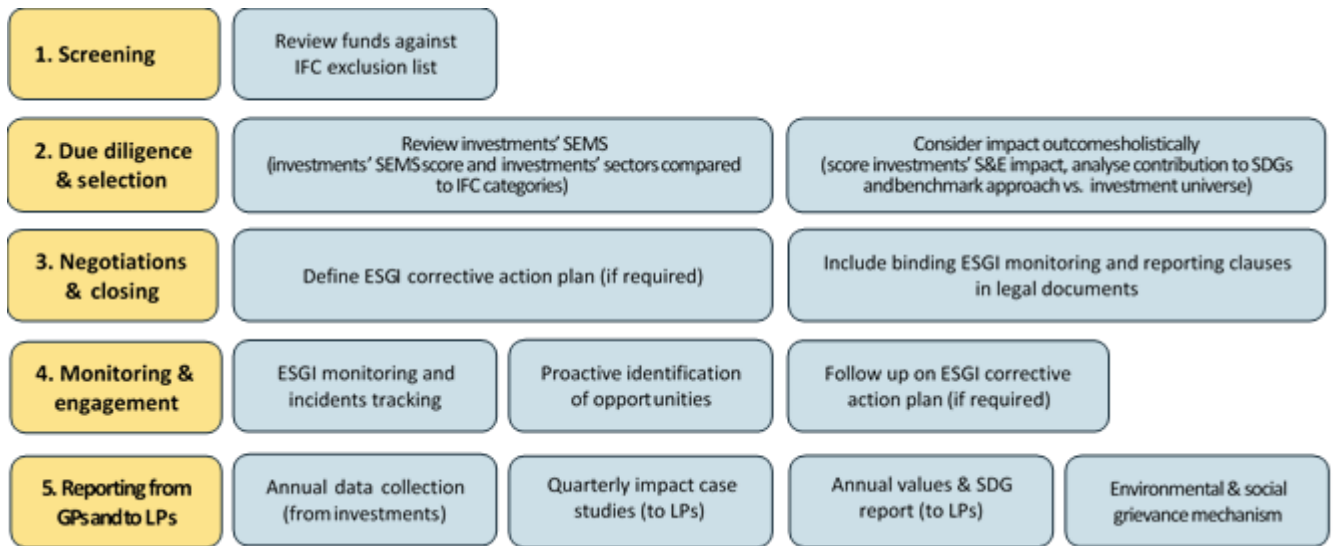 1. Screening
Review funds against
IFC exclusion list
2. Due diligence
& selection
Review investments' SEMS
(investments' SEMS score and investments' sectors compared
to IFC categories)
Consider impact outcomesholistically
(score investments' S&E impact, analyse contribution to SDGs
andbenchmark approach vs. investment universe)
3. Negotiations
& closing
Define ESGI corrective action plan (if required)
Include binding ESGI monitoring and reporting clauses
in legal documents
4. Monitoring &
engagement
ESGI monitoring and
incidents tracking
Proactive identification
of opportunities
Follow up on ESGI corrective
action plan (if required)
5. Reporting from
GPs and to LPs
Annual data collection
(from investments)
Quarterly impact case
studies (to LPs)
Annual values & SDG
report (to LPs)
Environmental & social
grievance mechanism